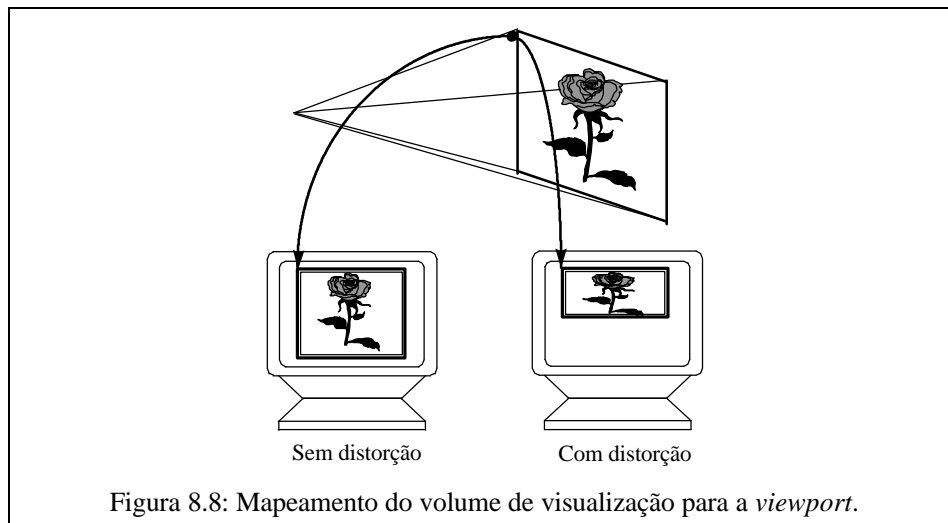 Sem distorção
Com distorção
Figura 8.8: Mapeamento do volume de visualização para a viewport.